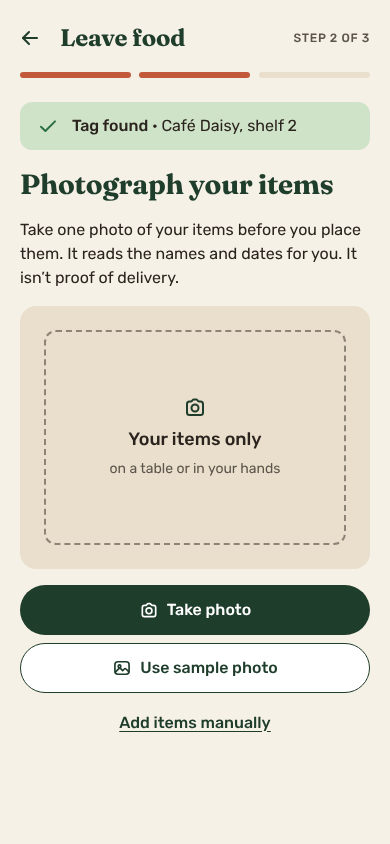 Leave food
STEP 2 OF 3
Tag found • Café Daisy, shelf 2
Photograph your items
Take one photo of your items before you place
them. It reads the names and dates for you. It
isn’t proof of delivery.
Your items only
on a table or in your hands
Take photo
Use sample photo
Add items manually